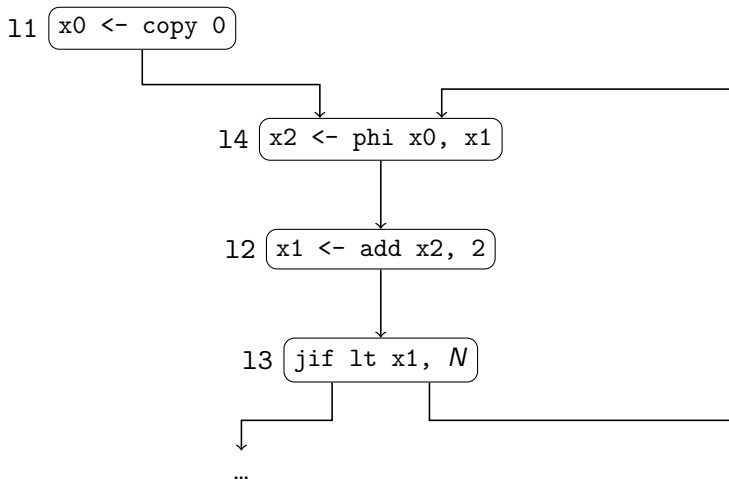 l1 x0 <- copy 0
l4 x2 <- phi x0, x1
l2 x1 <- add x2, 2
l3 jif lt x1, N
…